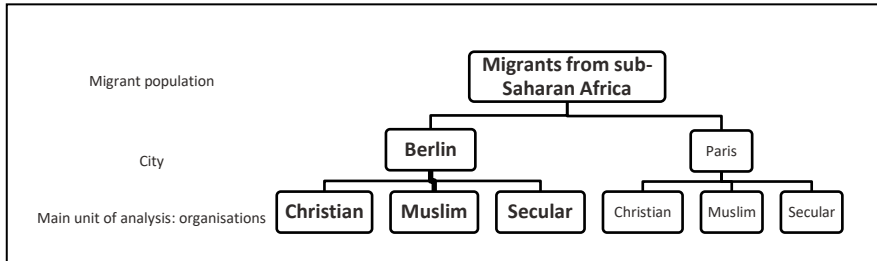 Migrant population
Migrants from sub-
Saharan Africa
City
Berlin
Paris
Main unit of analysis: organisations
Christian
Muslim
Secular
Christian
Muslim
Secular